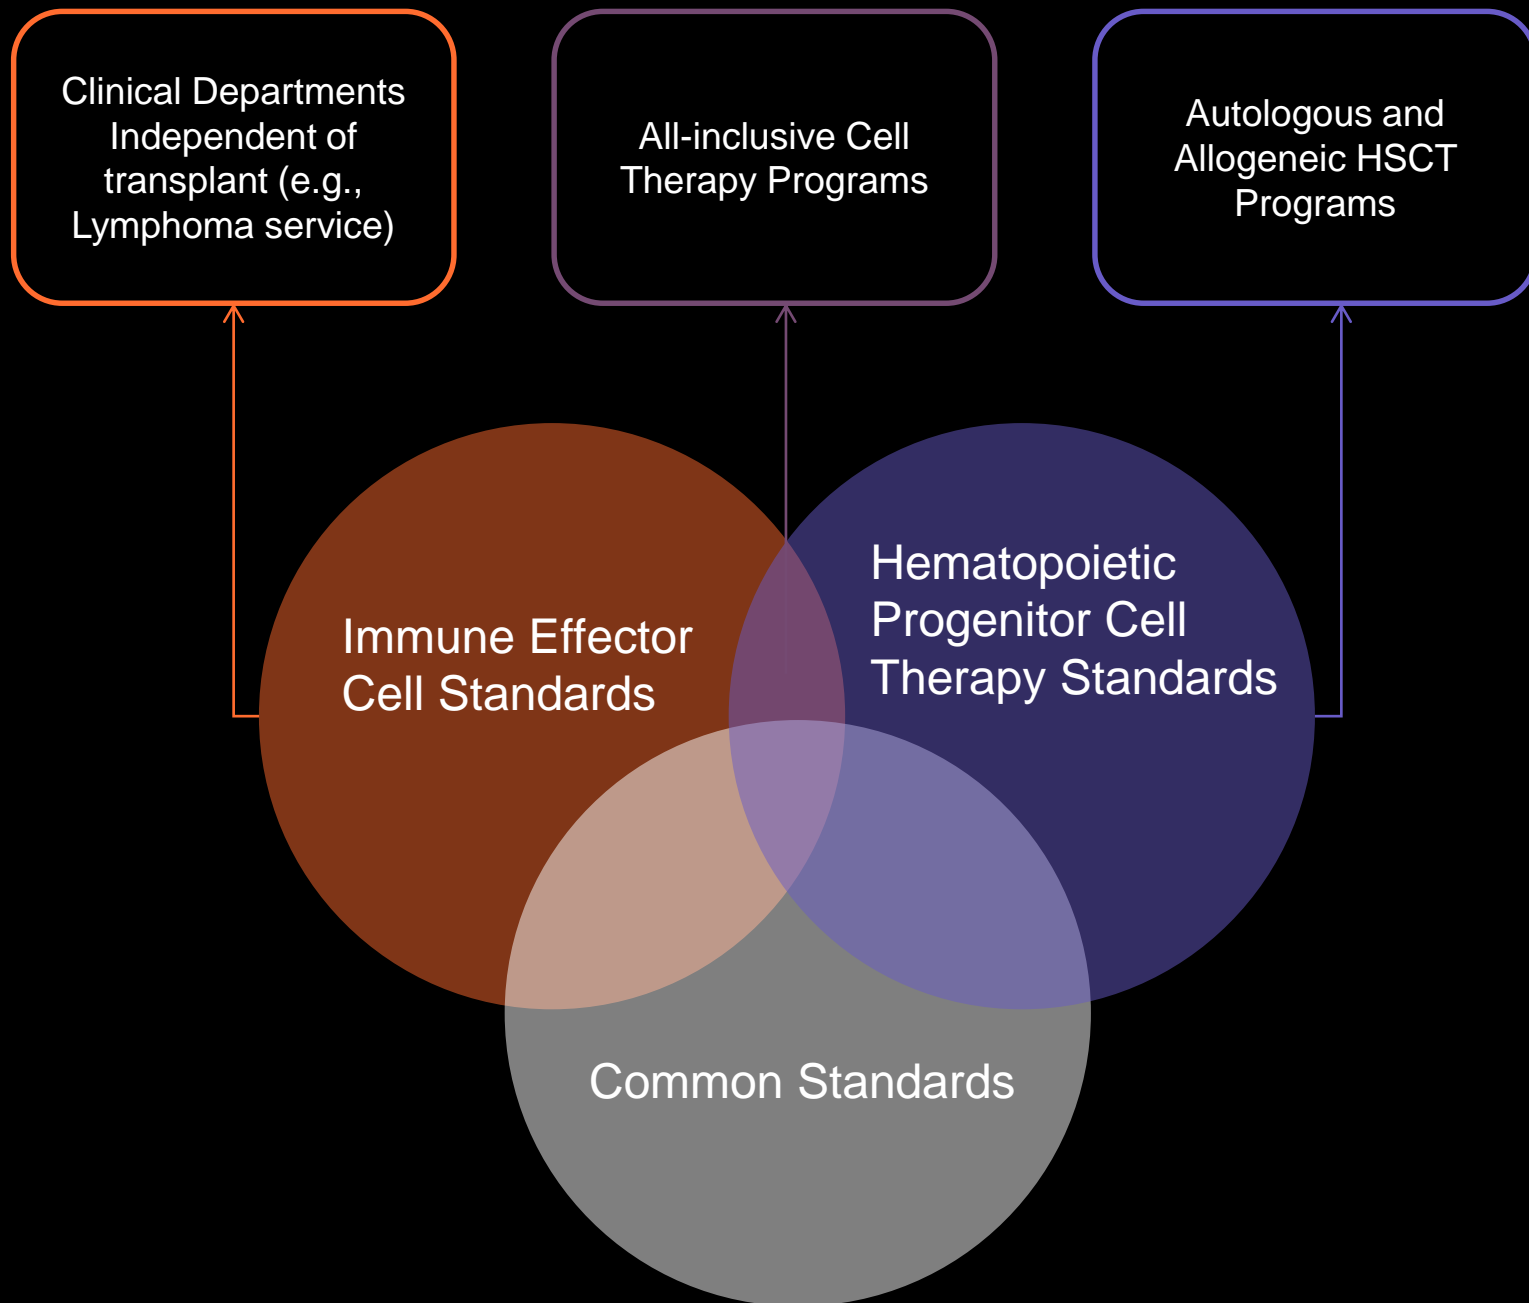 Clinical Departments
Independent of
transplant (e.g.,
Lymphoma service)
All-inclusive Cell
Therapy Programs
Autologous and
Allogeneic HSCT
Programs
Immune Effector
Cell Standards
Hematopoietic
Progenitor Cell
Therapy Standards
Common Standards